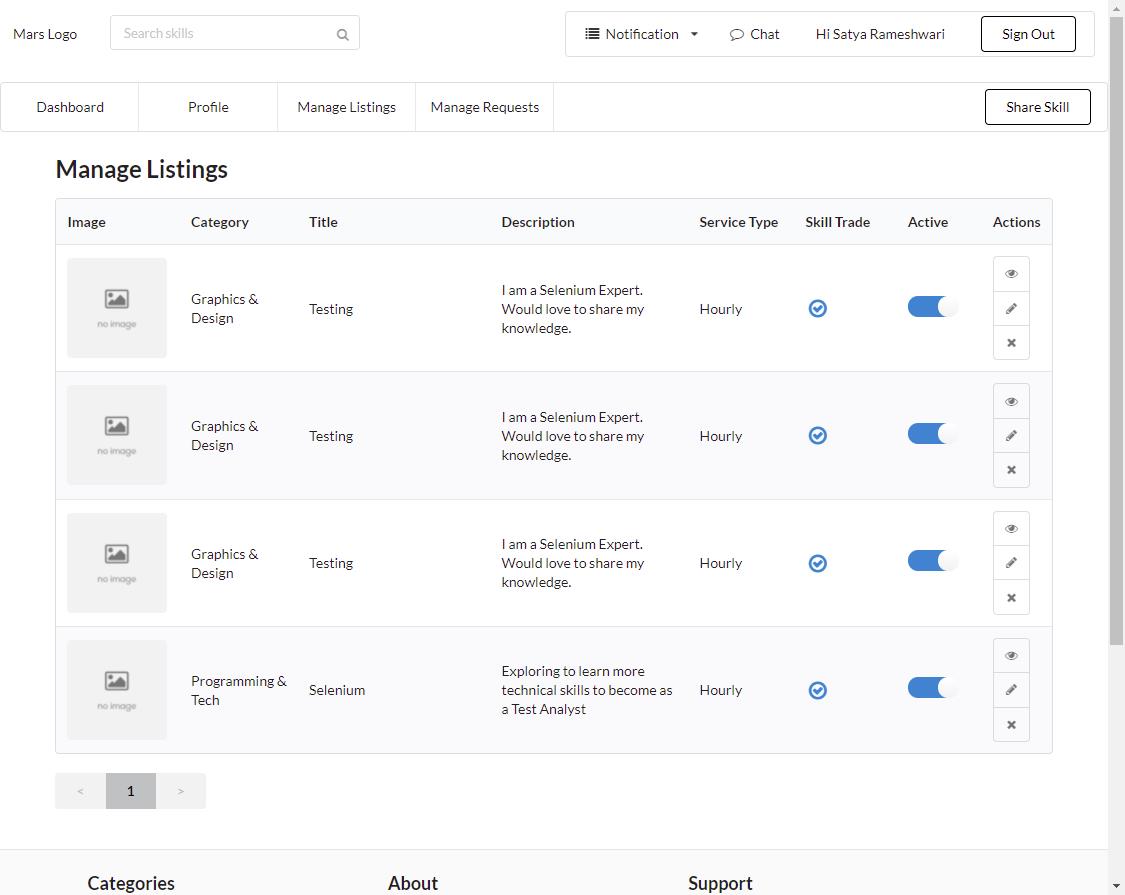 Mars Logo
Search skills
Notification
Chat
Hi Satya Rameshwari
Sign Out
Dashboard
Profile
Manage Listings
Manage Requests
Share Skill
Manage Listings
Image Category Title Description Service Type Skill Trade Active Actions
no image
Graphics &
Design
Testing
I am a Selenium Expert.
Would love to share my
knowledge.
Hourly
no image
Graphics &
Design
Testing
I am a Selenium Expert.
Would love to share my
knowledge.
Hourly
no image
Graphics &
Design
Testing
I am a Selenium Expert.
Would love to share my
knowledge.
Hourly
no image
Programming &
Tech
Selenium
Exploring to learn more
technical skills to become as
a Test Analyst
Hourly
< 1 >
Categories
About
Support